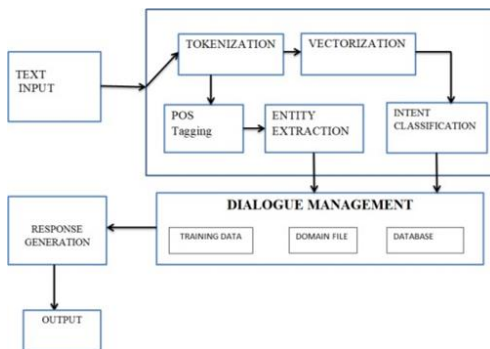 TOKENIZATION
VECTORIZATION
TEXT
INPUT
POS
Tagging
ENTITY
EXTRACTION
INTENT
CLASSIFICATION
DIALOGUE MANAGEMENT
TRAINING DATA
DOMAIN FILE
DATABASE
RESPONSE
GENERATION
OUTPUT